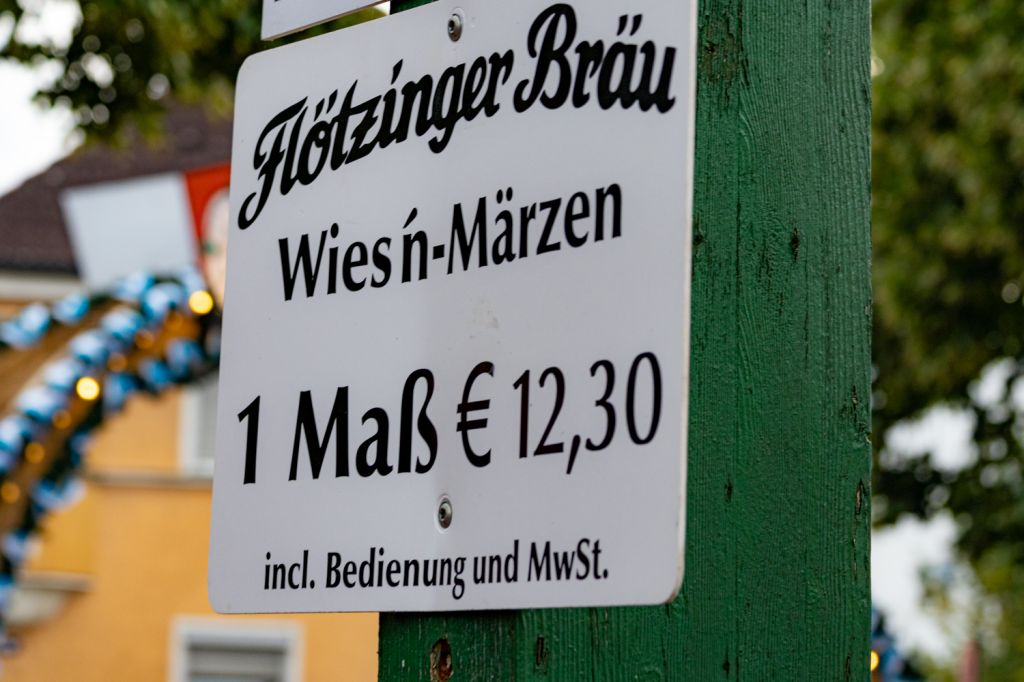 Flötzinger Bräu
Wies´n-Märzen
1 Maß € 12,30
incl. Bedienung und MwSt.